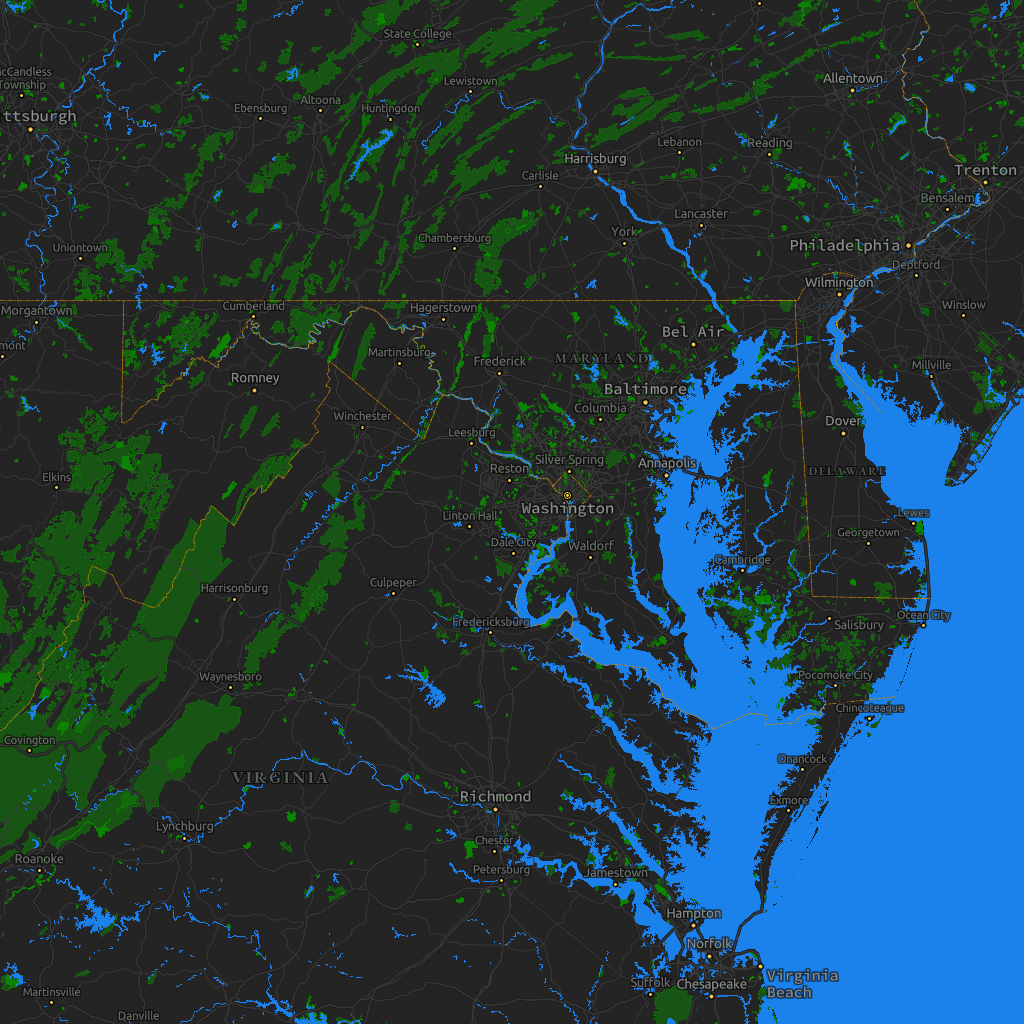 State College
McCandless
Township
Lewistown
Allentown
Altoona
Ebensburg
Huntingdon
ttsburgh
Lebanon
Reading
Harrisburg
Carlisle
Trenton
Bensalem
Lancaster
York
Chambersburg
Uniontown
Philadelphia
Deptford
Wilmington
Cumberland
Hagerstown
Morgantown
Winslow
Bel Air
mont
Martinsburg
MARYLAND
Frederick
Millville
Romney
Baltimore
Columbia
Winchester
Dover
Leesburg
Silver Spring
Annapolis
Reston
DELAWARE
Elkins
Washington
Linton Hall
Lewes
Georgetown
Dale City
Waldorf
Cambridge
Culpeper
Harrisonburg
Ocean City
Fredericksburg
Salisbury
Waynesboro
Pocomoke City
Chincoteague
Covington
Onancock
VIRGINIA
Richmond
Exmore
Lynchburg
Chester
Roanoke
Petersburg
Jamestown
Hampton
Norfolk
Virginia
Beach
Suffolk
Chesapeake
Martinsville
Danville